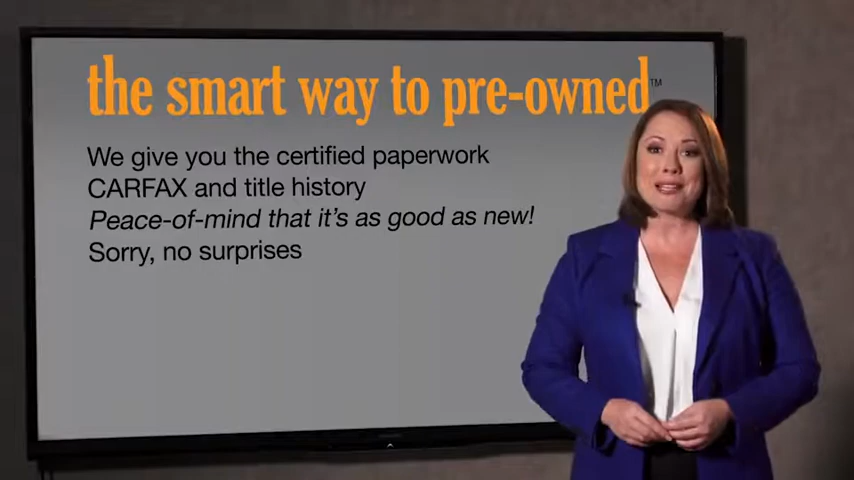 the smart way to pre-owned™
We give you the certified paperwork
CARFAX and title history
Peace-of-mind that it's as good as new!
Sorry, no surprises